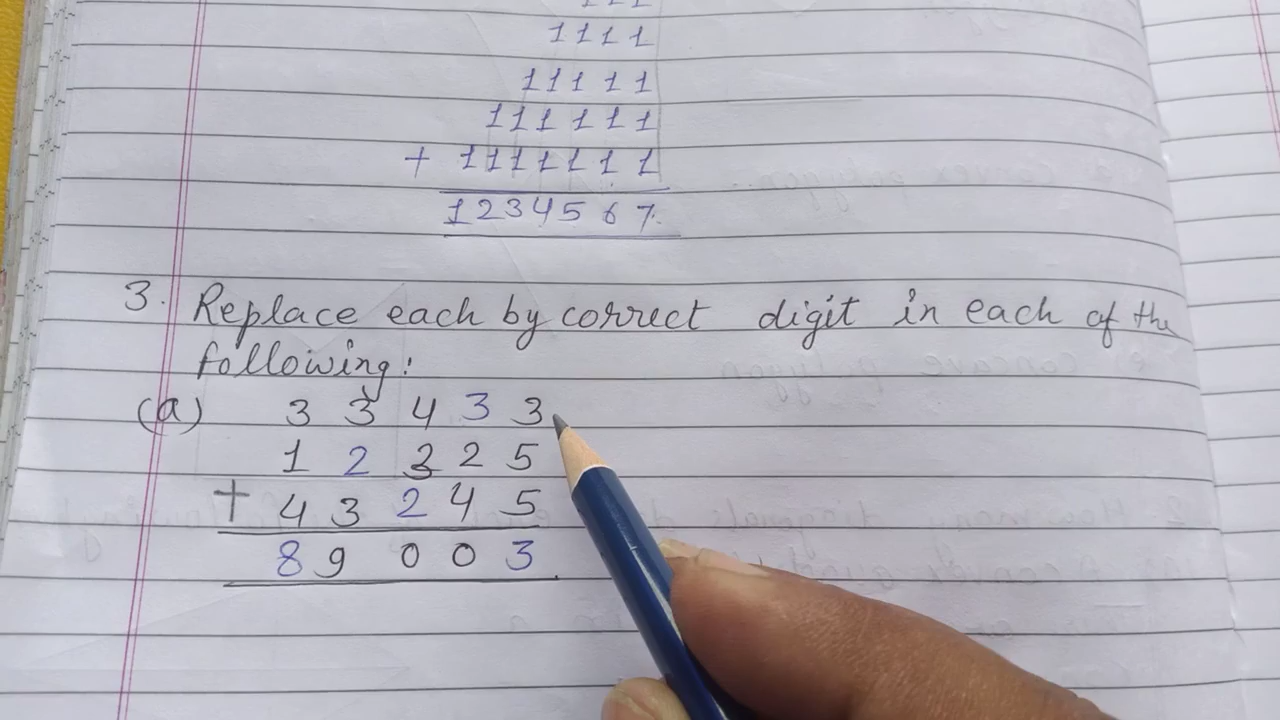 111
1111
11111
111111
+ 1111111
1234567
3. Replace each by correct digit in each of the
following:
(a) 3 3 4 3 3
1 2 3 2 5
+ 4 3 2 4 5
8 9 0 0 3